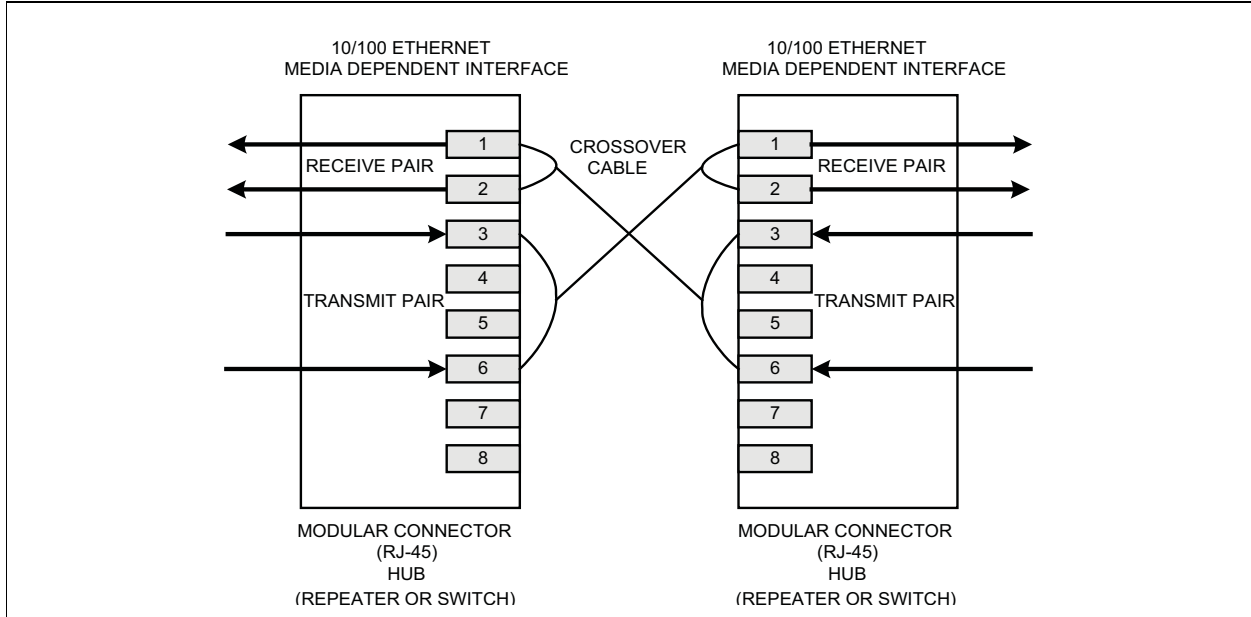 10/100 ETHERNET
MEDIA DEPENDENT INTERFACE
10/100 ETHERNET
MEDIA DEPENDENT INTERFACE
1
RECEIVE PAIR
2
3
4
TRANSMIT PAIR
5
6
7
8
CROSSOVER
CABLE
1
RECEIVE PAIR
2
3
4
TRANSMIT PAIR
5
6
7
8
MODULAR CONNECTOR
(RJ-45)
HUB
(REPEATER OR SWITCH)
MODULAR CONNECTOR
(RJ-45)
HUB
(REPEATER OR SWITCH)